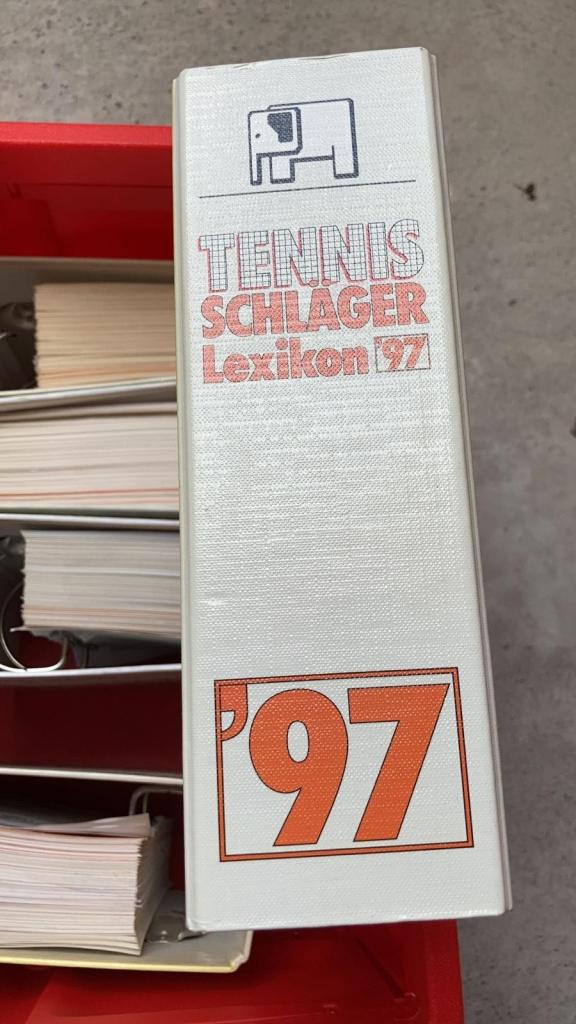 TENNIS
SCHLÄGER
Lexikon '97
'97